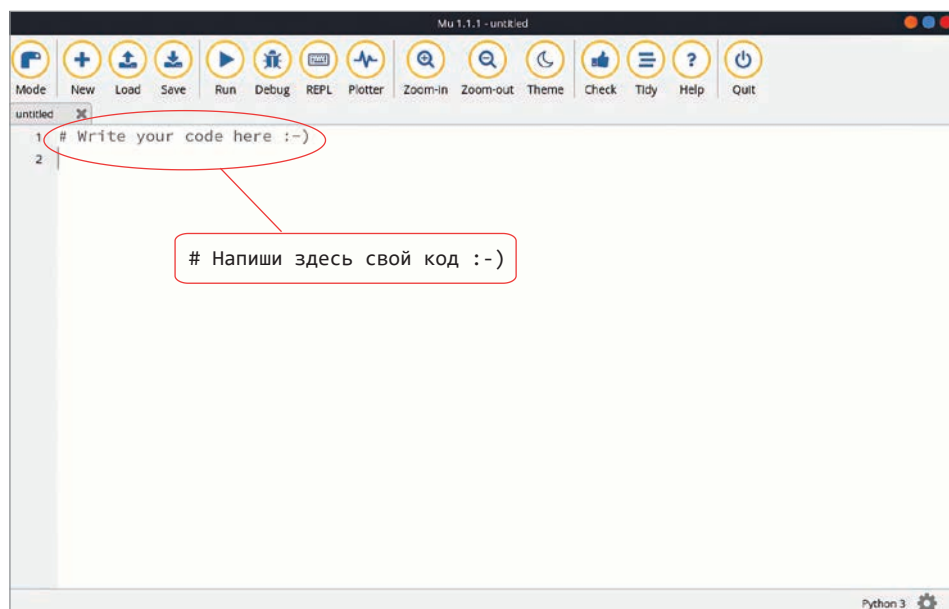 Mu 1.1.1 - untitled
Mode New Load Save Run Debug REPL Plotter Zoom-in Zoom-out Theme Check Tidy Help Quit
untitled
1 # Write your code here :-)
2
# Напиши здесь свой код :-)
Python 3